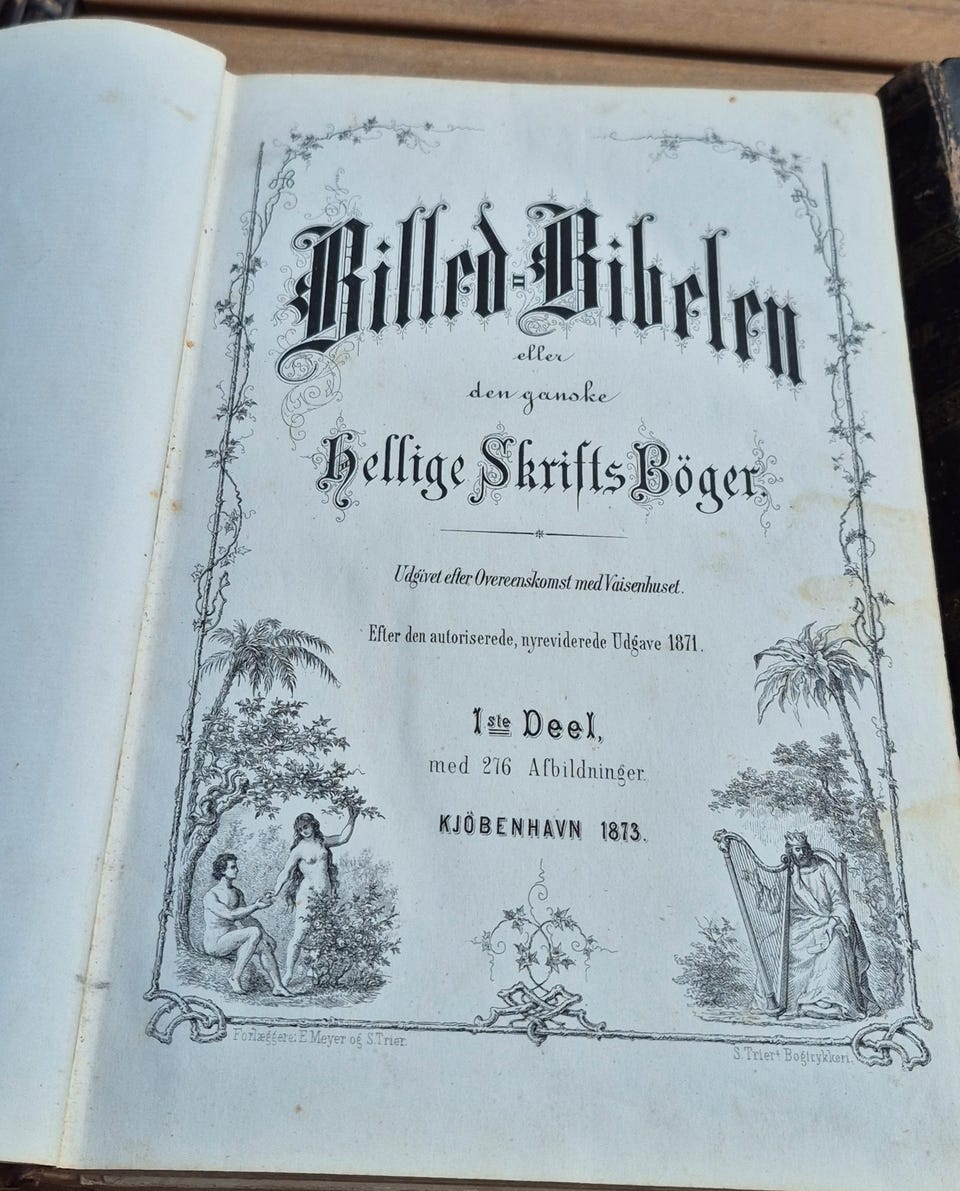 Billed=Bibelen
eller
den ganske
Hellige Skrifts Böger.
Udgivet efter Overeenskomst med Vaisenhuset.
Efter den autoriserede, nyreviderede Udgave 1871.
1ste Deel,
med 276 Afbildninger.
KJÖBENHAVN 1873.
Forlæggere: E. Meyer og S. Trier.
S. Triers Bogtrykkeri.